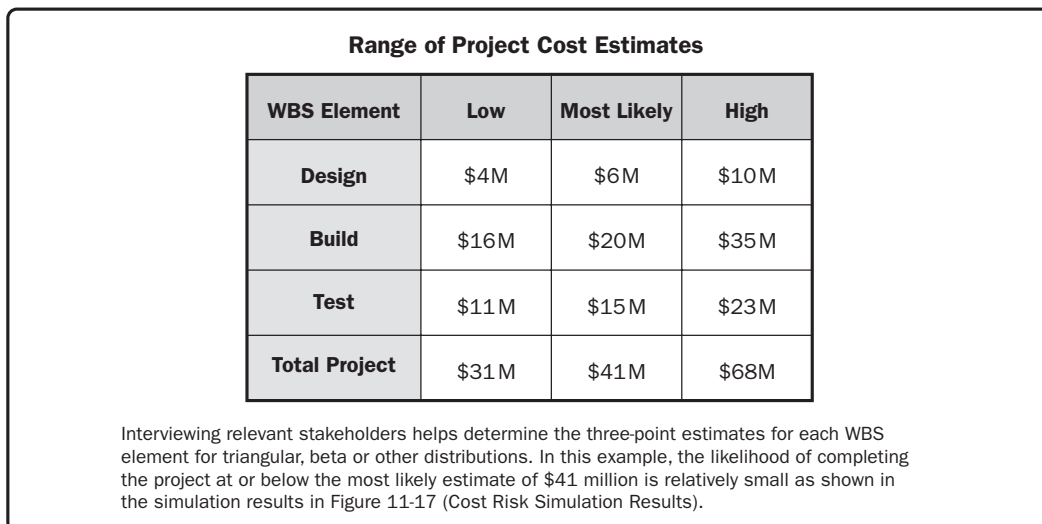 Range of Project Cost Estimates
WBS Element Low Most Likely High
Design $4M $6M $10M
Build $16M $20M $35M
Test $11M $15M $23M
Total Project $31M $41M $68M
Interviewing relevant stakeholders helps determine the three-point estimates for each WBS
element for triangular, beta or other distributions. In this example, the likelihood of completing
the project at or below the most likely estimate of $41 million is relatively small as shown in
the simulation results in Figure 11-17 (Cost Risk Simulation Results).